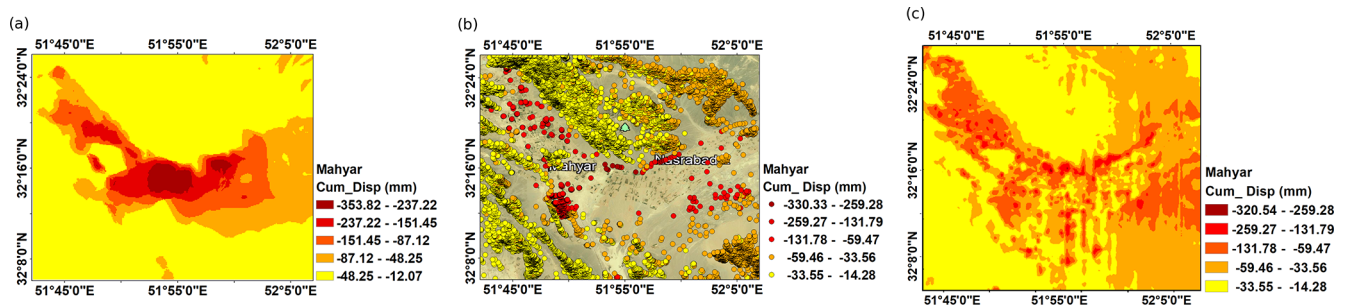 (a)
51°45'0"E 51°55'0"E 52°5'0"E
32°24'0"N
32°16'0"N
32°8'0"N
51°45'0"E 51°55'0"E 52°5'0"E
Mahyar
Cum_Disp (mm)
-353.82 - -237.22
-237.22 - -151.45
-151.45 - -87.12
-87.12 - -48.25
-48.25 - -12.07
(b)
51°45'0"E 51°55'0"E 52°5'0"E
32°24'0"N
32°16'0"N
32°8'0"N
Mahyar
Nasrabad
51°45'0"E 51°55'0"E 52°5'0"E
Mahyar
Cum_ Disp (mm)
-330.33 - -259.28
-259.27 - -131.79
-131.78 - -59.47
-59.46 - -33.56
-33.55 - -14.28
(c)
51°45'0"E 51°55'0"E 52°5'0"E
32°24'0"N
32°16'0"N
32°8'0"N
51°45'0"E 51°55'0"E 52°5'0"E
Mahyar
Cum_ Disp (mm)
-320.54 - -259.28
-259.27 - -131.79
-131.78 - -59.47
-59.46 - -33.56
-33.55 - -14.28